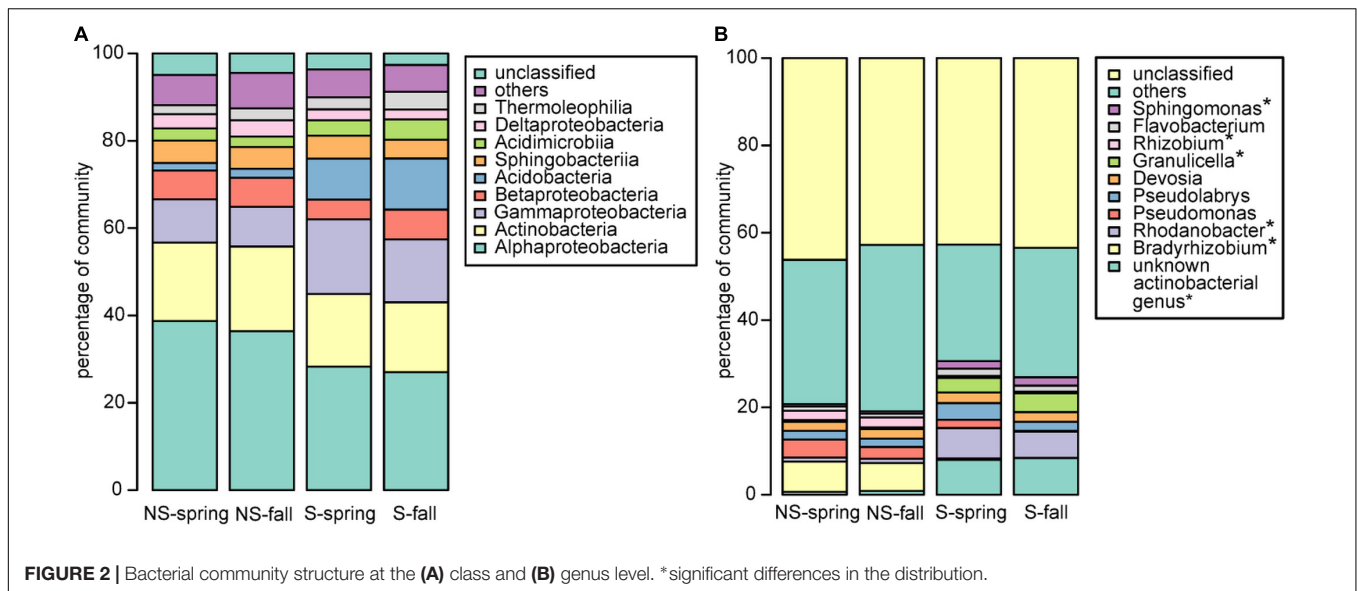 A
percentage of community
100
80
60
40
20
0
NS-spring NS-fall S-spring S-fall
unclassified
others
Thermoleophilia
Deltaproteobacteria
Acidimicrobiia
Sphingobacteriia
Acidobacteria
Betaproteobacteria
Gammaproteobacteria
Actinobacteria
Alphaproteobacteria
B
percentage of community
100
80
60
40
20
0
NS-spring NS-fall S-spring S-fall
unclassified
others
Sphingomonas*
Flavobacterium
Rhizobium*
Granulicella*
Devosia
Pseudolabrys
Pseudomonas
Rhodanobacter*
Bradyrhizobium*
unknown
actinobacterial
genus*
FIGURE 2 | Bacterial community structure at the (A) class and (B) genus level. *significant differences in the distribution.